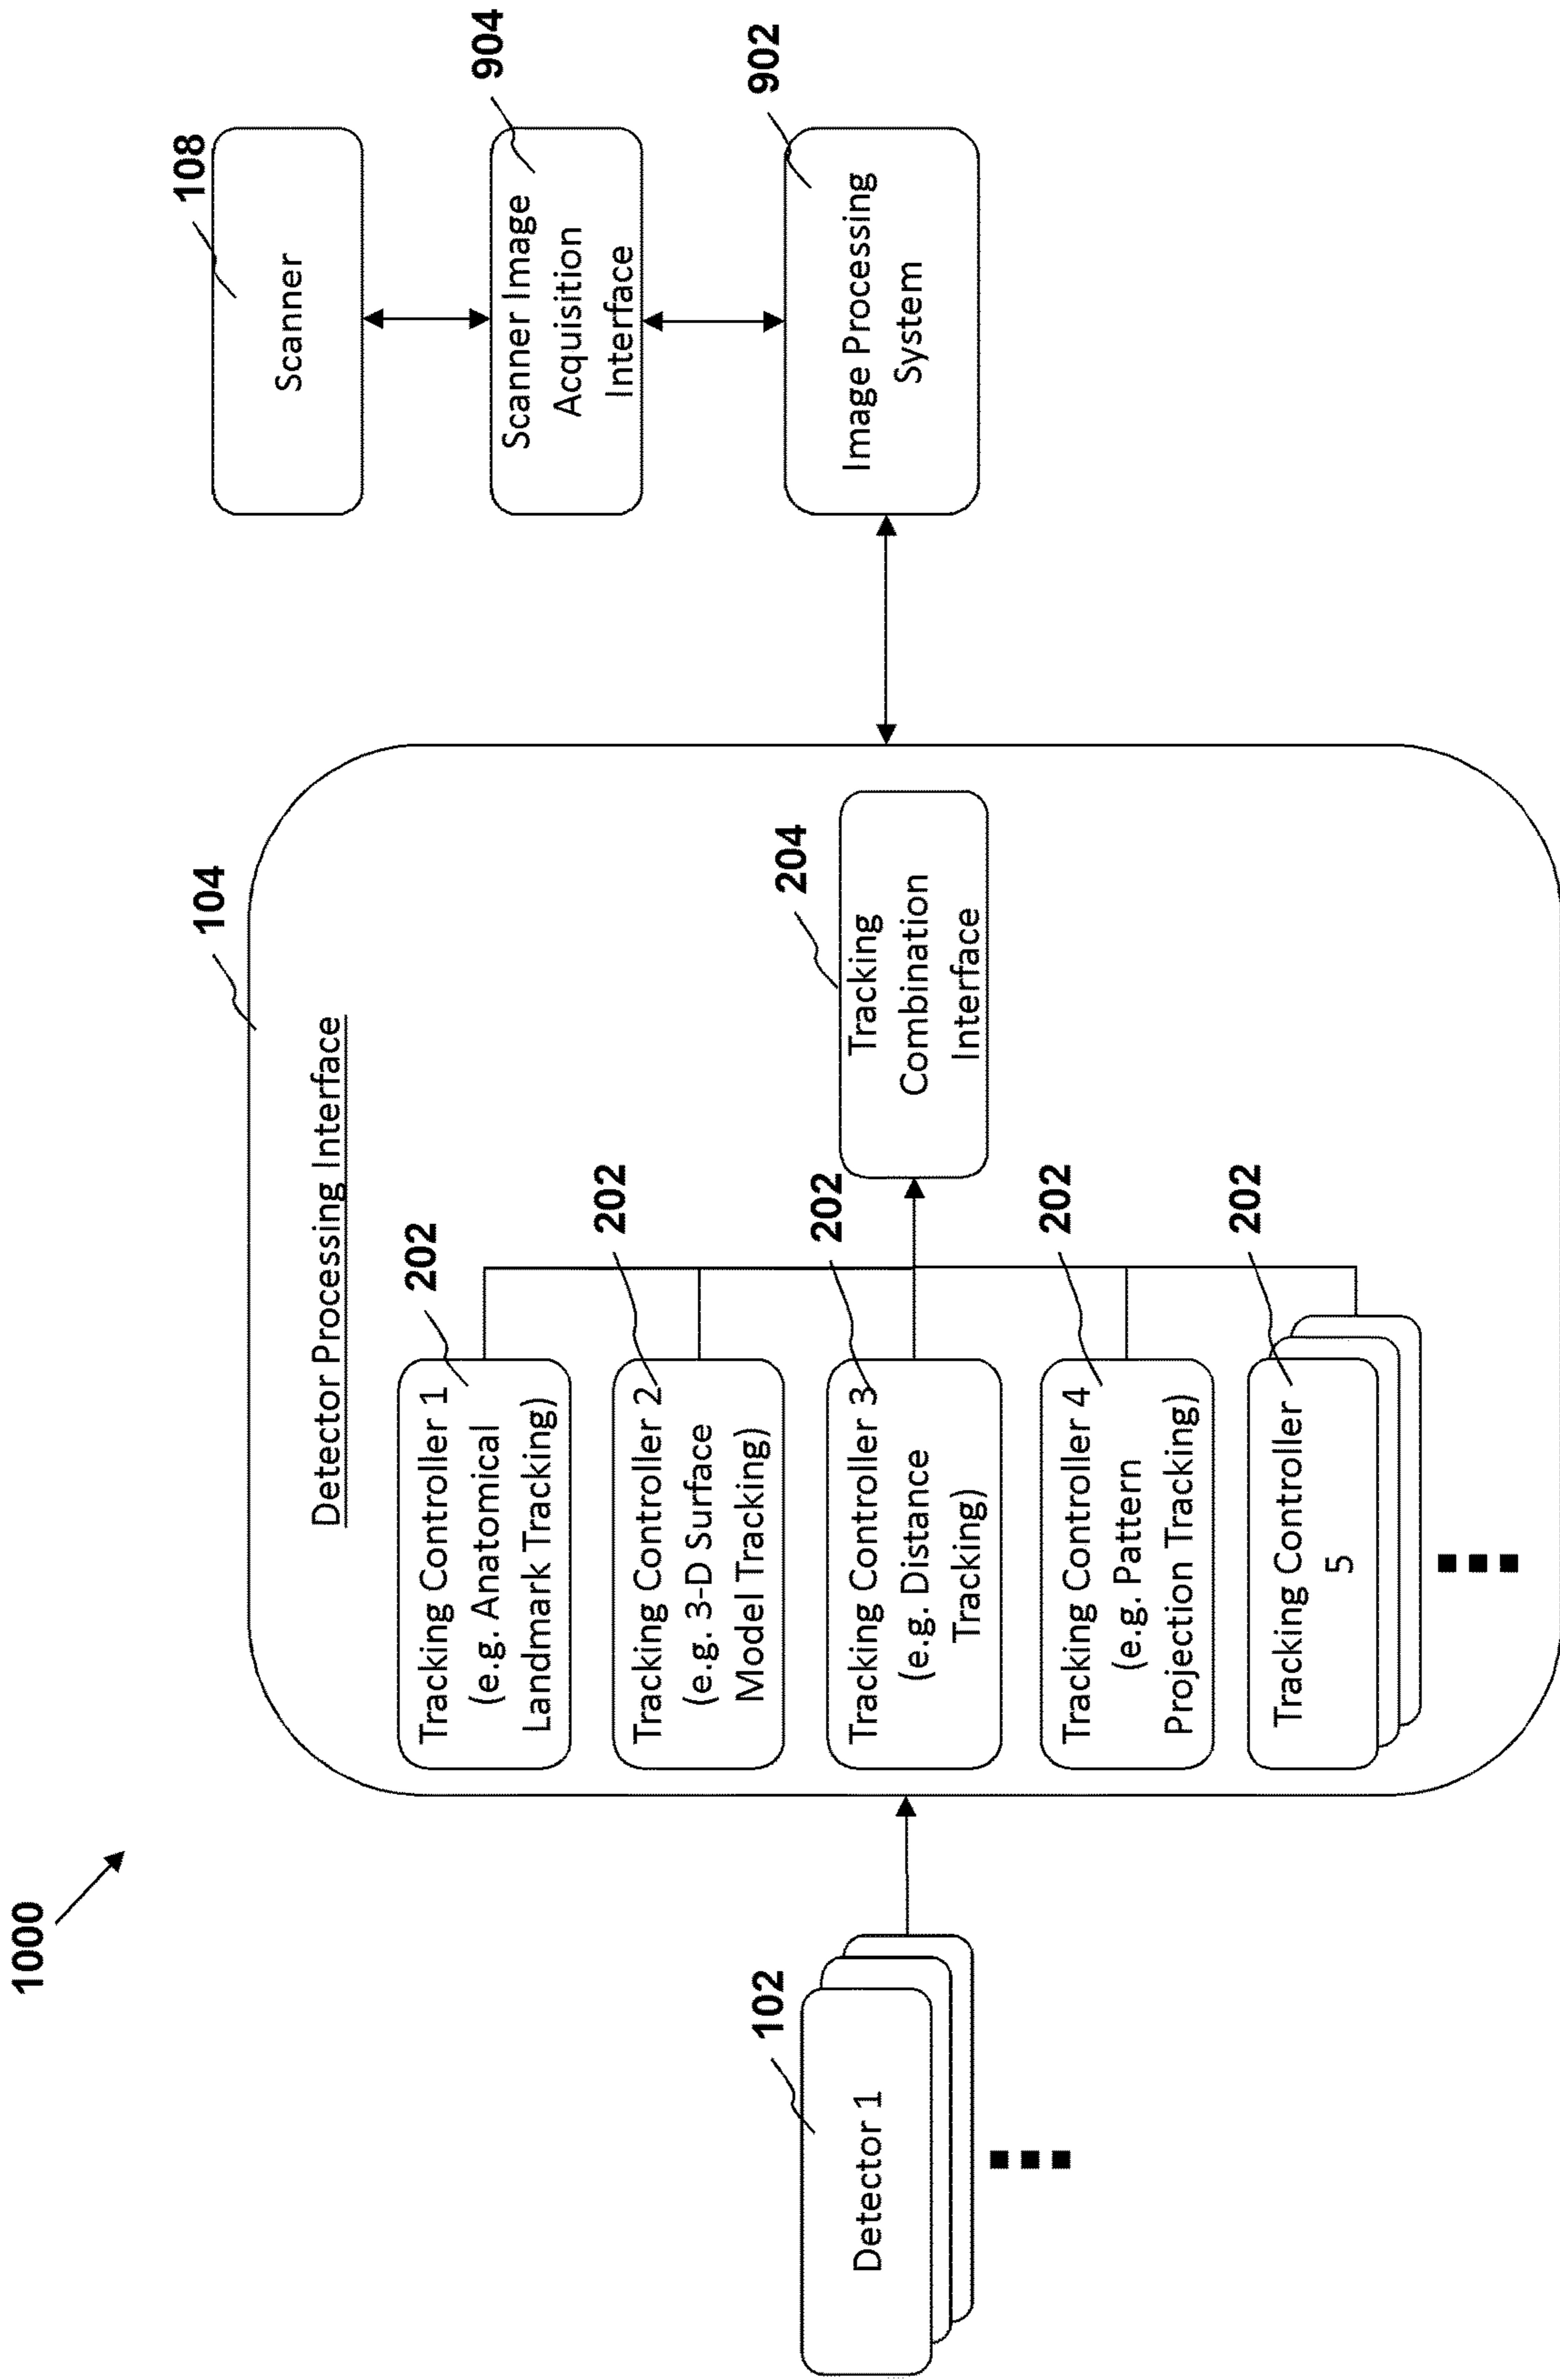 1000
102
Detector 1
104
Detector Processing Interface
202
Tracking Controller 1
(e.g. Anatomical
Landmark Tracking)
202
Tracking Controller 2
(e.g. 3-D Surface
Model Tracking)
202
Tracking Controller 3
(e.g. Distance
Tracking)
202
Tracking Controller 4
(e.g. Pattern
Projection Tracking)
202
Tracking Controller
5
204
Tracking
Combination
Interface
108
Scanner
904
Scanner Image
Acquisition
Interface
902
Image Processing
System